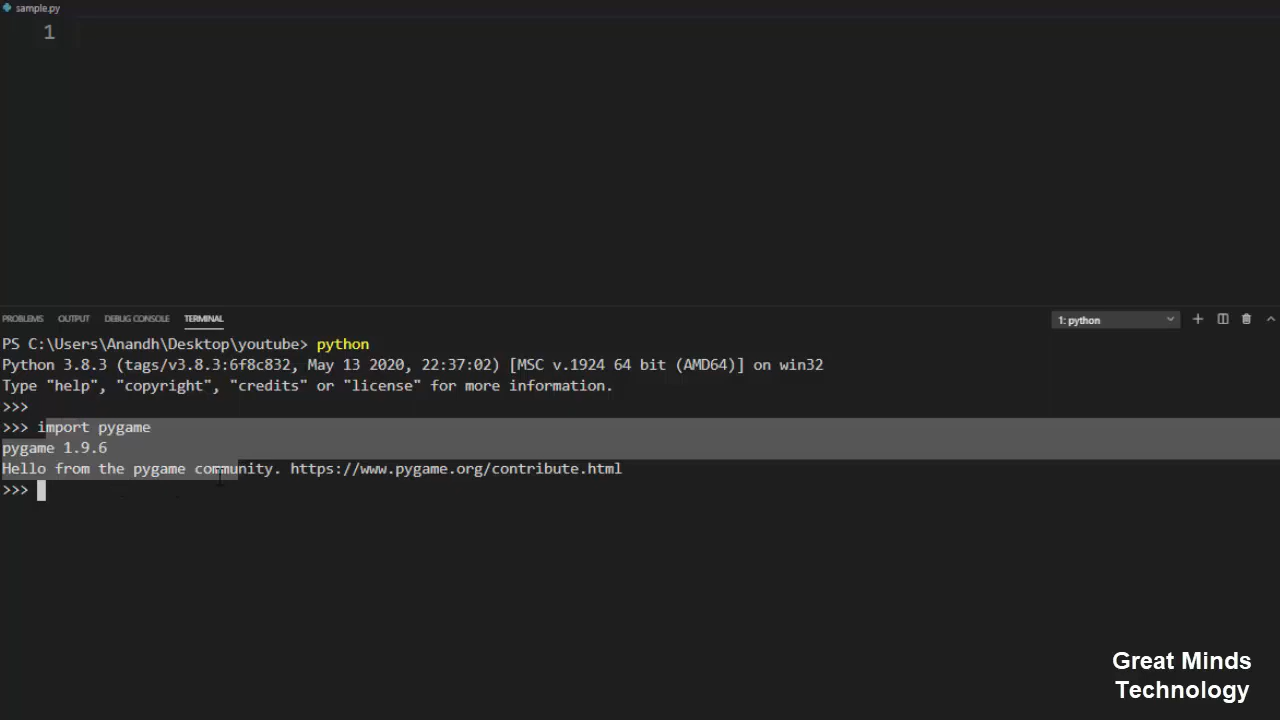 sample.py
1
PROBLEMS OUTPUT DEBUG CONSOLE TERMINAL 1: python
PS C:\Users\Anandh\Desktop\youtube> python
Python 3.8.3 (tags/v3.8.3:6f8c832, May 13 2020, 22:37:02) [MSC v.1924 64 bit (AMD64)] on win32
Type "help", "copyright", "credits" or "license" for more information.
>>>
>>> import pygame
pygame 1.9.6
Hello from the pygame community. https://www.pygame.org/contribute.html
>>>
Great Minds
Technology